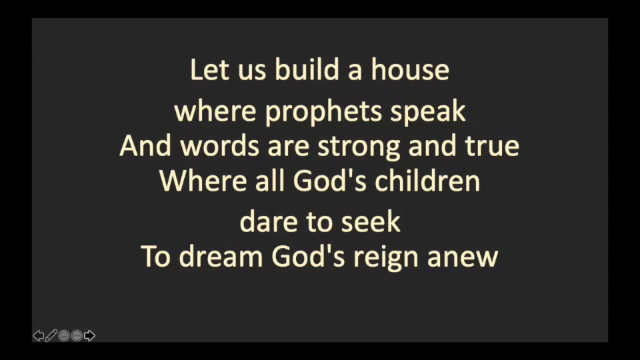 Let us build a house
where prophets speak
And words are strong and true
Where all God's children
dare to seek
To dream God's reign anew